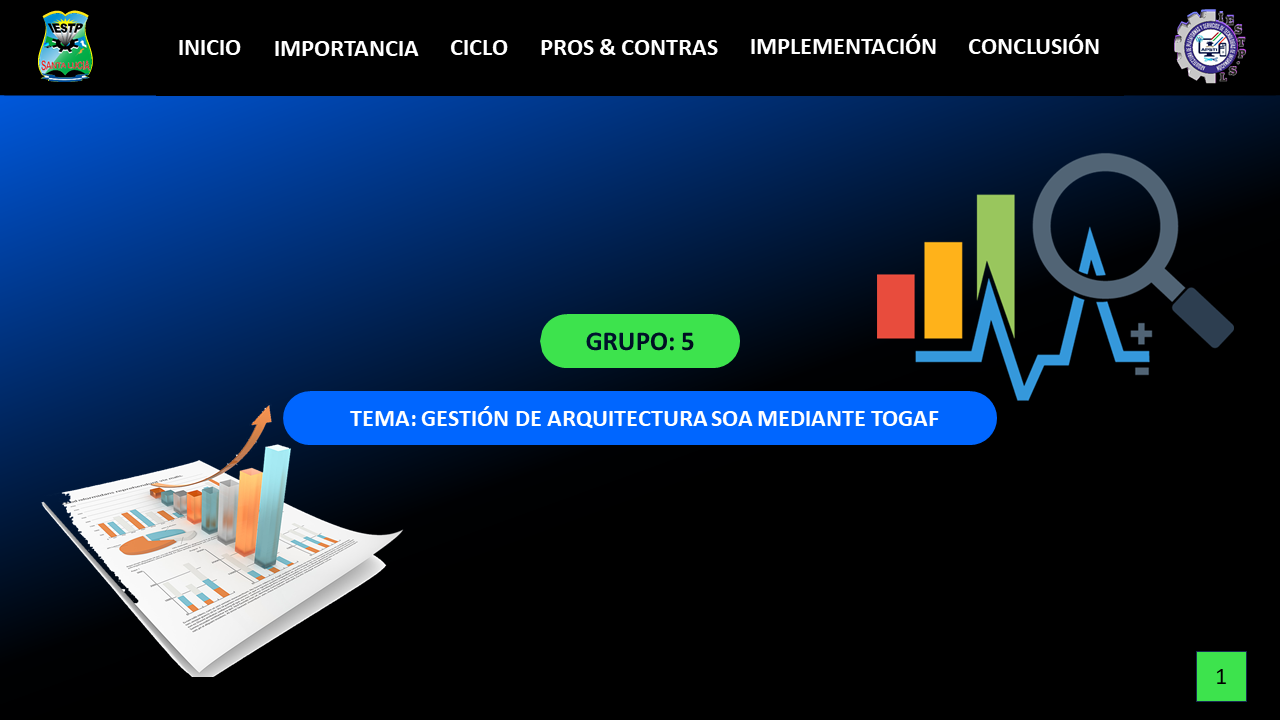 IESTP
INICIO
IMPORTANCIA
CICLO
PROS & CONTRAS
IMPLEMENTACIÓN
CONCLUSIÓN
GRUPO: 5
TEMA: GESTIÓN DE ARQUITECTURA SOA MEDIANTE TOGAF
1